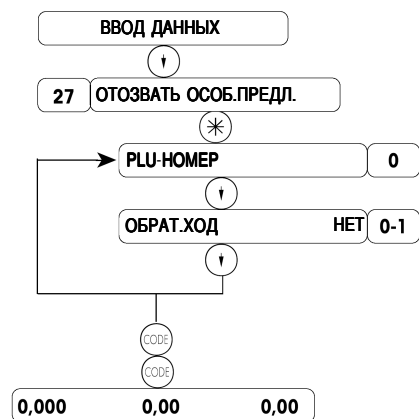 ВВОД ДАННЫХ
27 ОТОЗВАТЬ ОСОБ.ПРЕДЛ.
PLU-НОМЕР 0
ОБРАТ.ХОД НЕТ 0-1
CODE
CODE
0,000 0,00 0,00